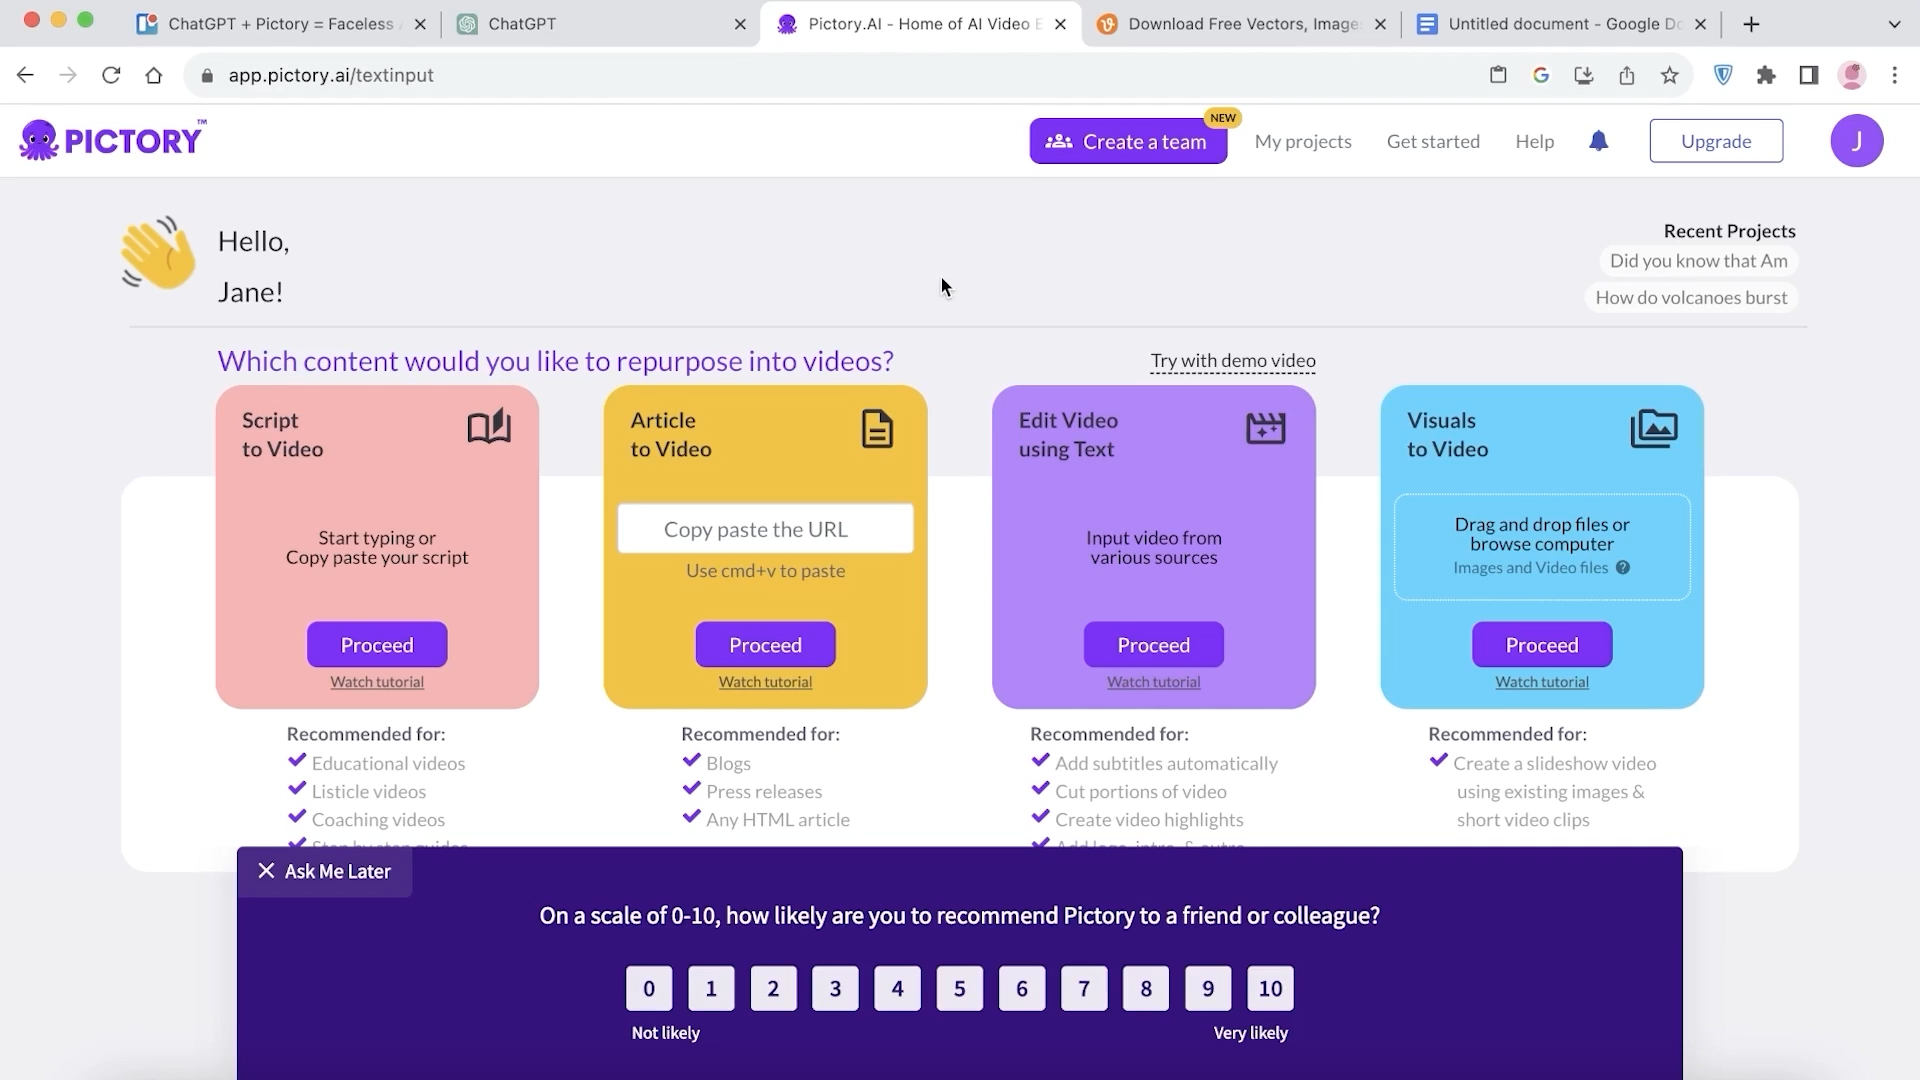 ChatGPT + Pictory = Faceless
ChatGPT
Pictory.AI - Home of AI Video E
Download Free Vectors, Image
Untitled document - Google Do
app.pictory.ai/textinput
PICTORY™
Create a team
NEW
My projects
Get started
Help
Upgrade
J
Hello,
Jane!
Recent Projects
Did you know that Am
How do volcanoes burst
Which content would you like to repurpose into videos?
Try with demo video
Script
to Video
Start typing or
Copy paste your script
Proceed
Watch tutorial
Recommended for:
Educational videos
Listicle videos
Coaching videos
Step by step guides
Article
to Video
Copy paste the URL
Use cmd+v to paste
Proceed
Watch tutorial
Recommended for:
Blogs
Press releases
Any HTML article
Edit Video
using Text
Input video from
various sources
Proceed
Watch tutorial
Recommended for:
Add subtitles automatically
Cut portions of video
Create video highlights
Add logo, intro, & outro
Visuals
to Video
Drag and drop files or
browse computer
Images and Video files ?
Proceed
Watch tutorial
Recommended for:
Create a slideshow video
using existing images &
short video clips
Ask Me Later
On a scale of 0-10, how likely are you to recommend Pictory to a friend or colleague?
0 1 2 3 4 5 6 7 8 9 10
Not likely
Very likely